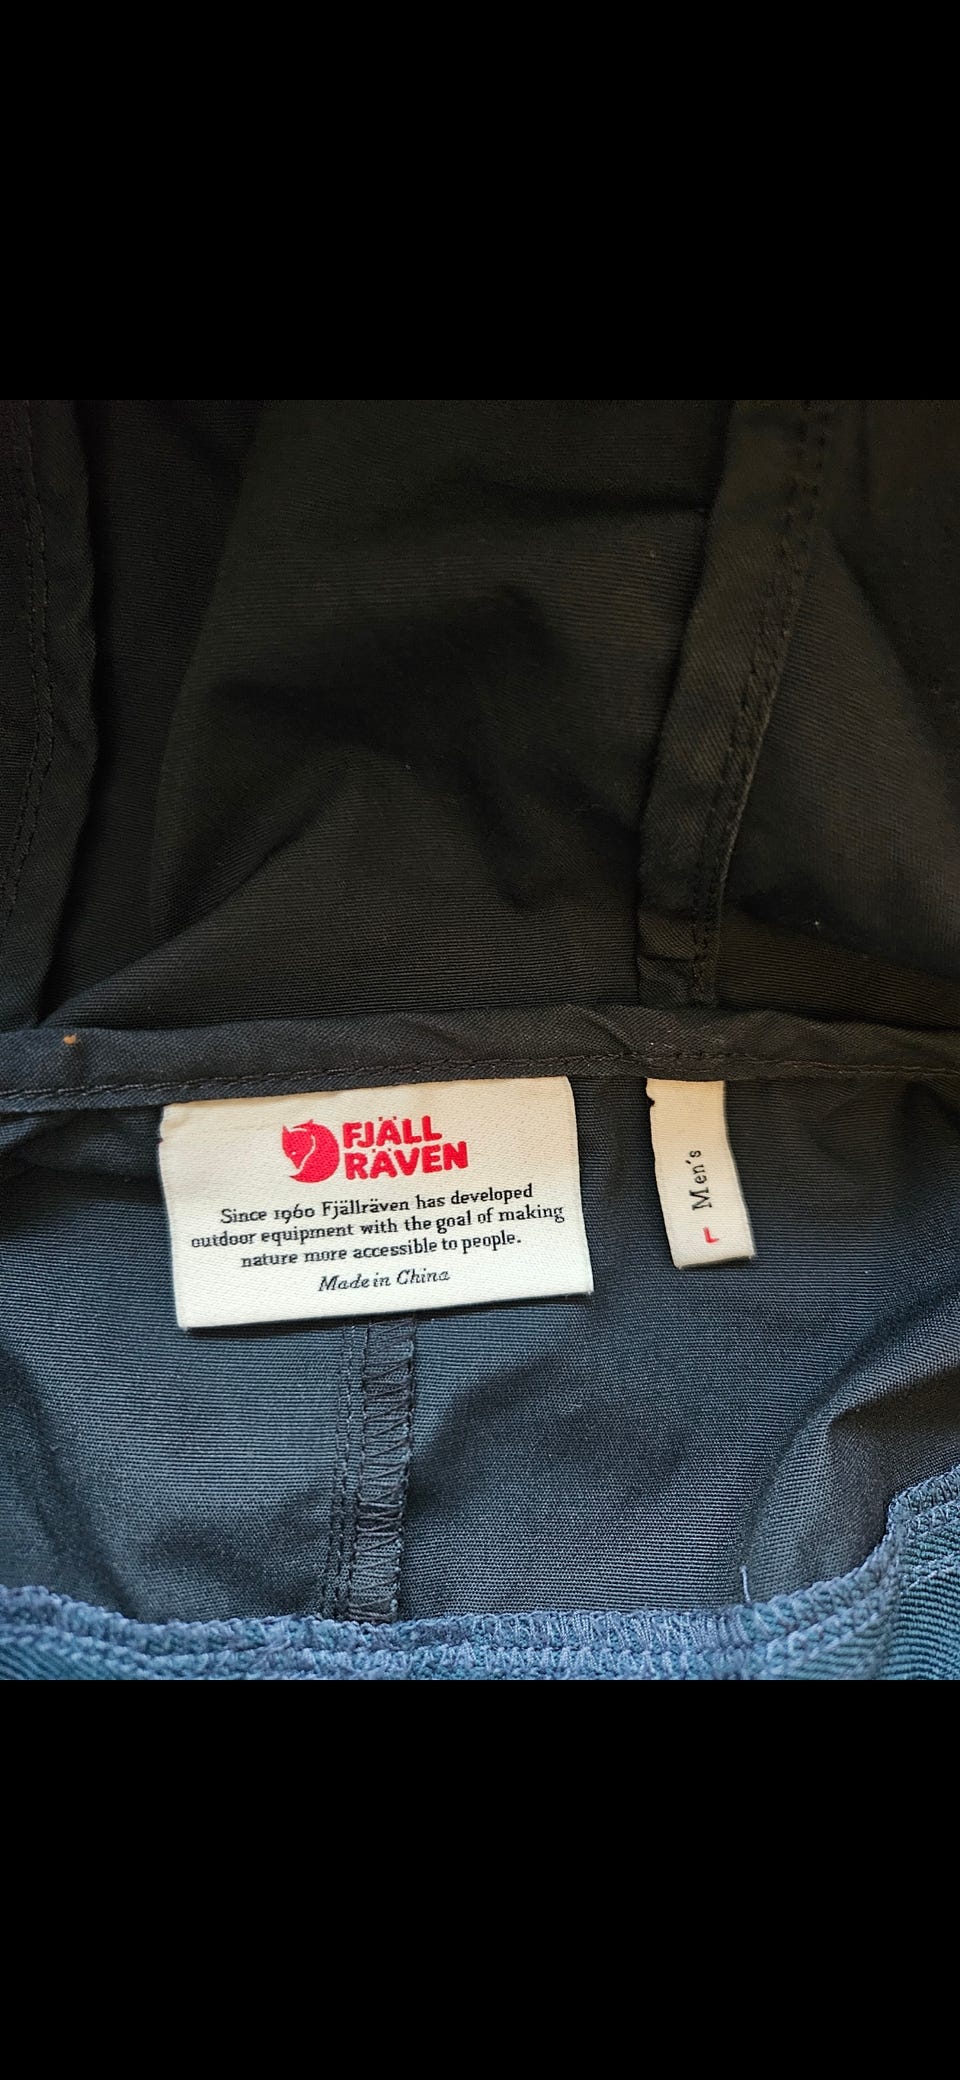 FJÄLL
RÄVEN
Since 1960 Fjällräven has developed
outdoor equipment with the goal of making
nature more accessible to people.
Made in China
Men's
L